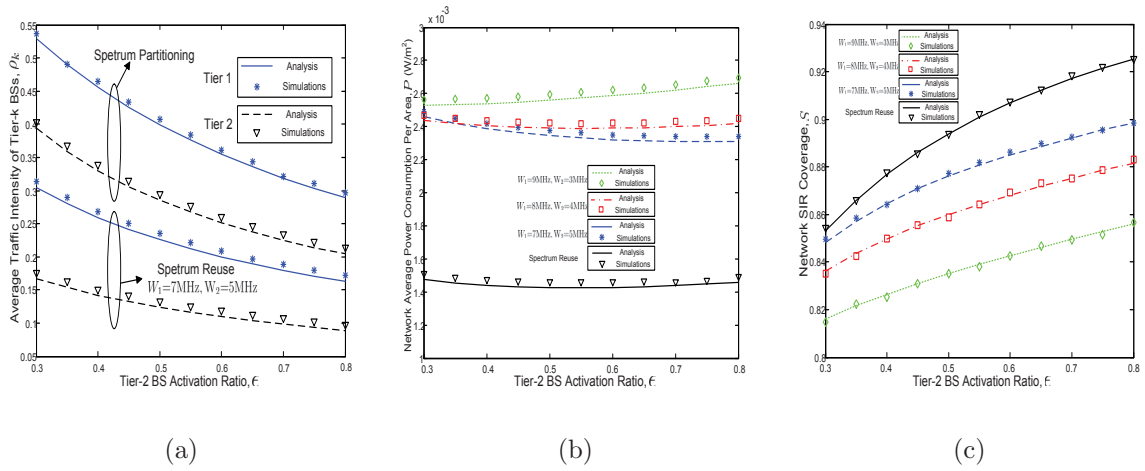 0.55
0.5
0.45
0.4
0.35
0.3
0.25
0.2
0.15
0.1
0.05
0.3 0.4 0.5 0.6 0.7 0.8
Average Traffic Intensity of Tier-k BSs, ρk
Tier-2 BS Activation Ratio, ϵ
Spetrum Partitioning
Tier 1
Analysis
Simulations
Tier 2
Analysis
Simulations
Spetrum Reuse
W1=7MHz, W2=5MHz
(a)
x 10-3
3
2.8
2.6
2.4
2.2
2
1.8
1.6
1.4
1.2
1
0.3 0.4 0.5 0.6 0.7 0.8
Network Average Power Consumption Per Area, P (W/m2)
Tier-2 BS Activation Ratio, ϵ
W1=9MHz, W2=3MHz
Analysis
Simulations
W1=8MHz, W2=4MHz
Analysis
Simulations
W1=7MHz, W2=5MHz
Analysis
Simulations
Spectrum Reuse
Analysis
Simulations
(b)
0.94
0.92
0.9
0.88
0.86
0.84
0.82
0.8
0.3 0.4 0.5 0.6 0.7 0.8
Network SIR Coverage, S
Tier-2 BS Activation Ratio, ϵ
W1=9MHz, W2=3MHz
Analysis
Simulations
W1=8MHz, W2=4MHz
Analysis
Simulations
W1=7MHz, W2=5MHz
Analysis
Simulations
Spectrum Reuse
Analysis
Simulations
(c)